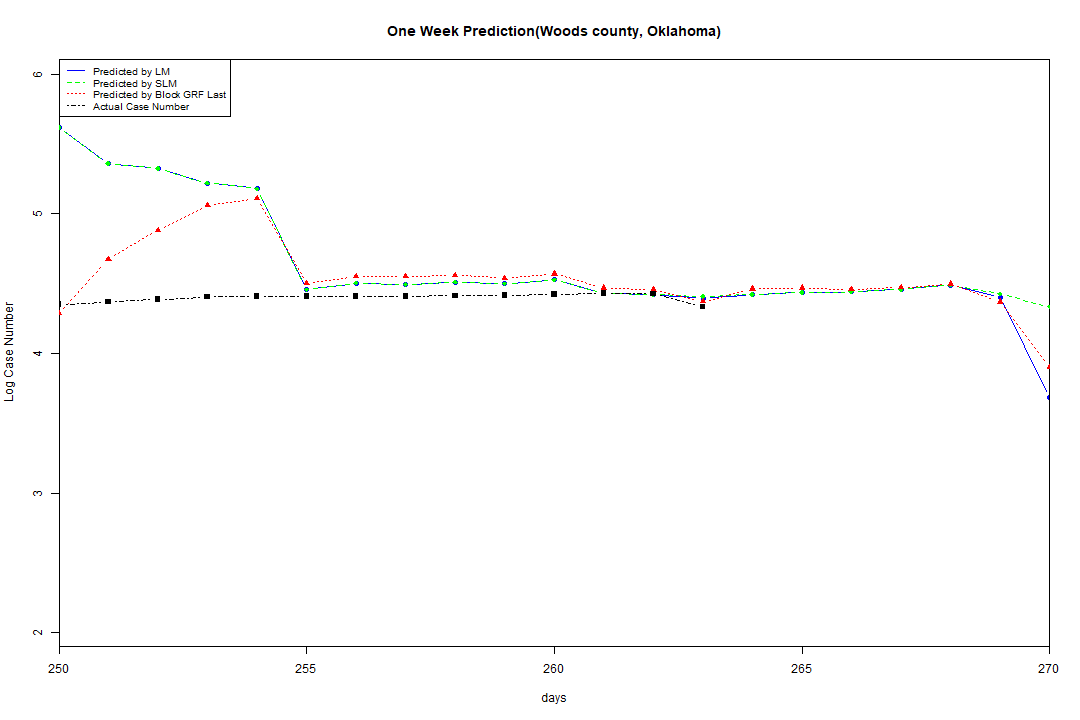 One Week Prediction(Woods county, Oklahoma)
Predicted by LM
Predicted by SLM
Predicted by Block GRF Last
Actual Case Number
6
5
4
3
2
Log Case Number
250 255 260 265 270
days